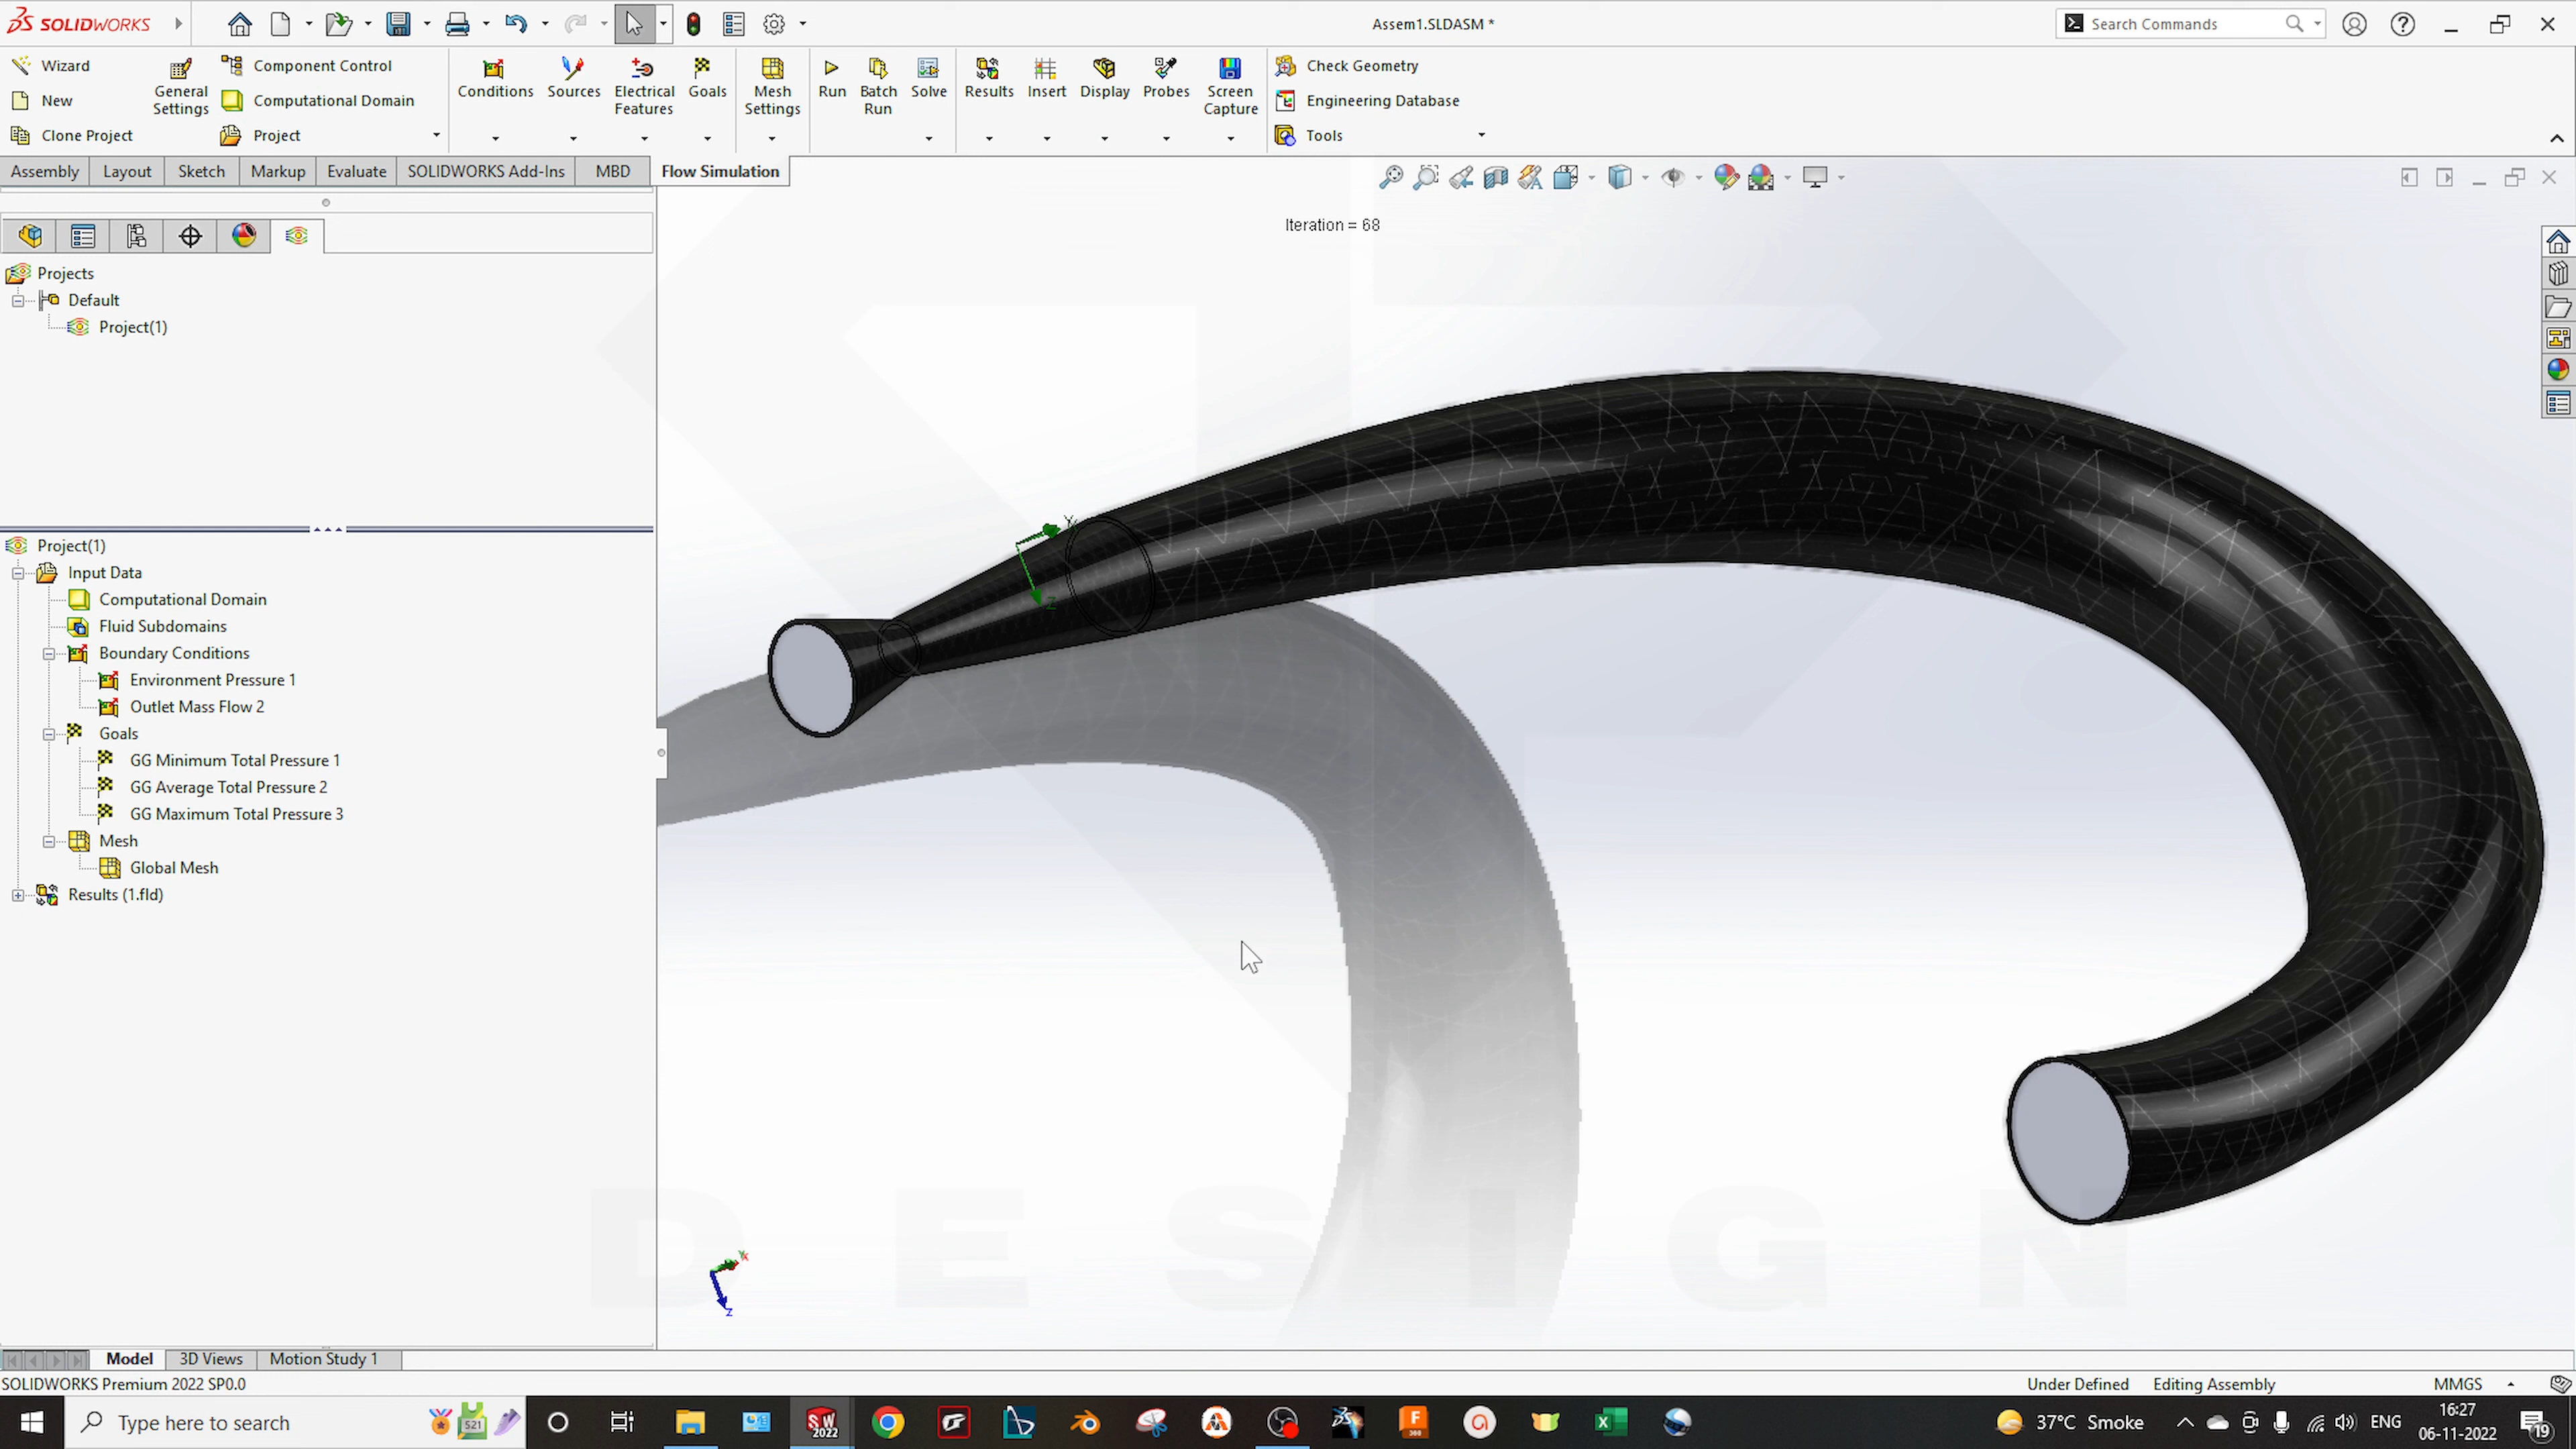 SOLIDWORKS
Assem1.SLDASM *
Search Commands
Wizard
New
Clone Project
General Settings
Component Control
Computational Domain
Project
Conditions
Sources
Electrical Features
Goals
Mesh Settings
Run
Batch Run
Solve
Results
Insert
Display
Probes
Screen Capture
Check Geometry
Engineering Database
Tools
Assembly Layout Sketch Markup Evaluate SOLIDWORKS Add-Ins MBD Flow Simulation
Iteration = 68
Projects
Default
Project(1)
Project(1)
Input Data
Computational Domain
Fluid Subdomains
Boundary Conditions
Environment Pressure 1
Outlet Mass Flow 2
Goals
GG Minimum Total Pressure 1
GG Average Total Pressure 2
GG Maximum Total Pressure 3
Mesh
Global Mesh
Results (1.fld)
Y
Z
DESIGN
Z
Model 3D Views Motion Study 1
SOLIDWORKS Premium 2022 SP0.0
Under Defined Editing Assembly MMGS
Type here to search
521
SW 2022
F 360
37°C Smoke
ENG
16:27
06-11-2022
19